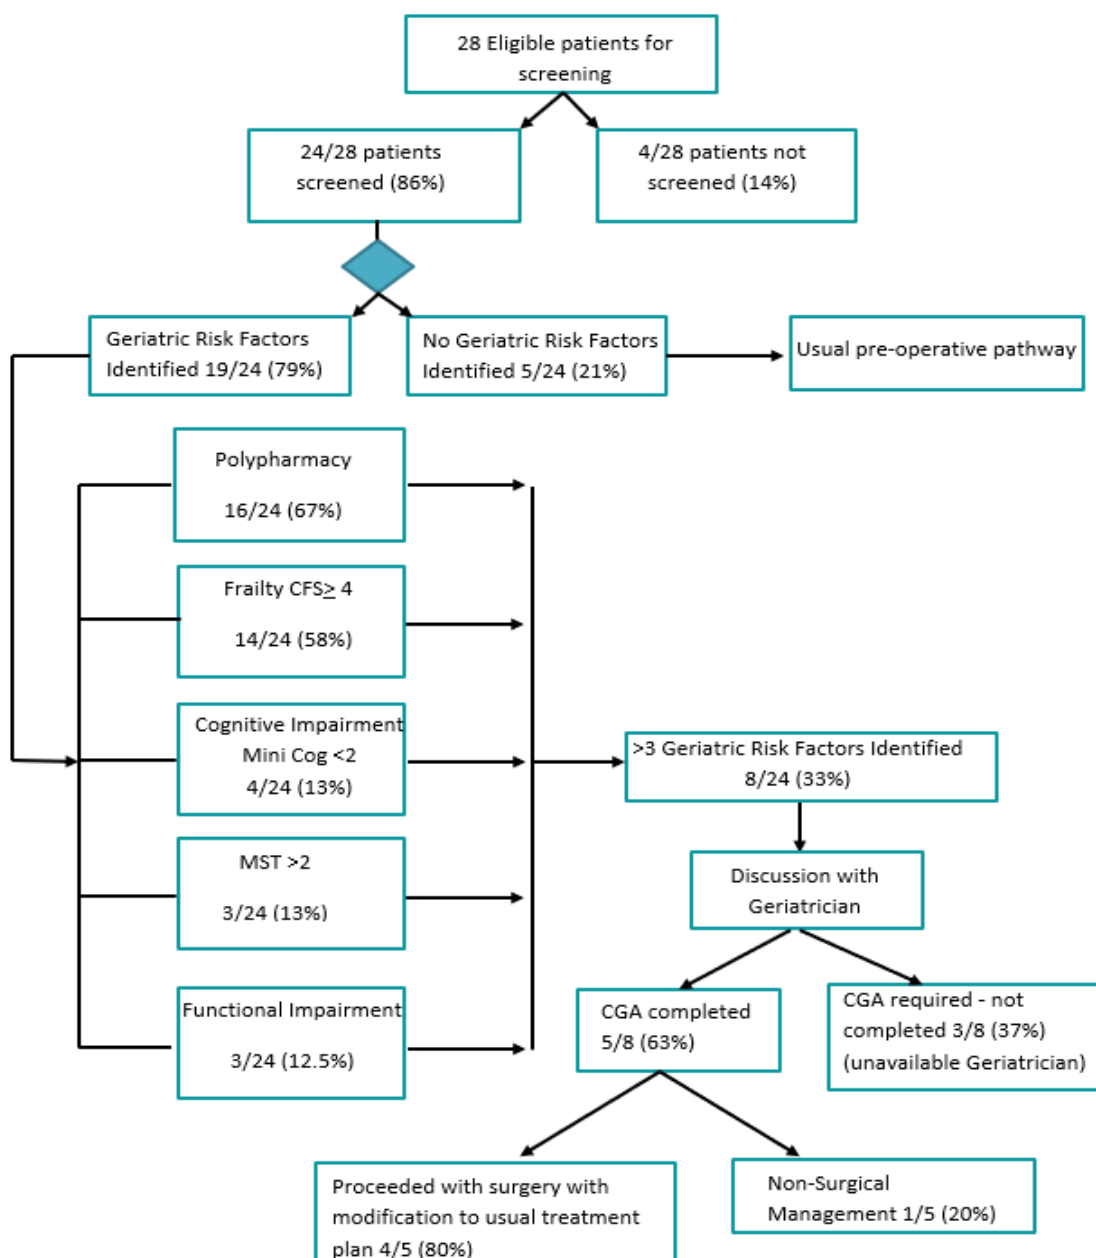 28 Eligible patients for
screening
24/28 patients
screened (86%)
4/28 patients not
screened (14%)
Geriatric Risk Factors
Identified 19/24 (79%)
No Geriatric Risk Factors
Identified 5/24 (21%)
Usual pre-operative pathway
Polypharmacy
16/24 (67%)
Frailty CFS≥ 4
14/24 (58%)
Cognitive Impairment
Mini Cog <2
4/24 (13%)
MST >2
3/24 (13%)
Functional Impairment
3/24 (12.5%)
>3 Geriatric Risk Factors Identified
8/24 (33%)
Discussion with
Geriatrician
CGA completed
5/8 (63%)
CGA required - not
completed 3/8 (37%)
(unavailable Geriatrician)
Proceeded with surgery with
modification to usual treatment
plan 4/5 (80%)
Non-Surgical
Management 1/5 (20%)